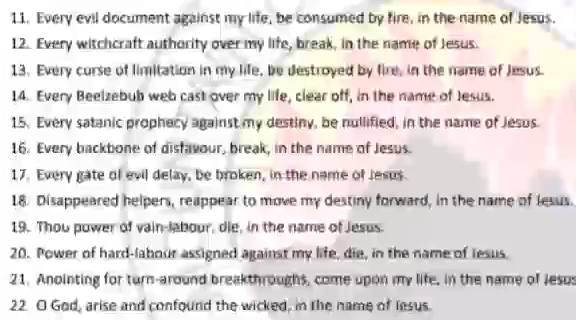 11. Every evil document against my life, be consumed by fire, in the name of Jesus.
12. Every witchcraft authority over my life, break, in the name of Jesus.
13. Every curse of limitation in my life, be destroyed by fire, in the name of Jesus.
14. Every Beelzebub web cast over my life, clear off, in the name of Jesus.
15. Every satanic prophecy against my destiny, be nullified, in the name of Jesus.
16. Every backbone of disfavour, break, in the name of Jesus.
17. Every gate of evil delay, be broken, in the name of Jesus.
18. Disappeared helpers, reappear to move my destiny forward, in the name of Jesus.
19. Thou power of vain-labour, die, in the name of Jesus.
20. Power of hard-labour assigned against my life, die, in the name of Jesus.
21. Anointing for turn-around breakthroughs, come upon my life, in the name of Jesus
22. O God, arise and confound the wicked, in the name of Jesus.